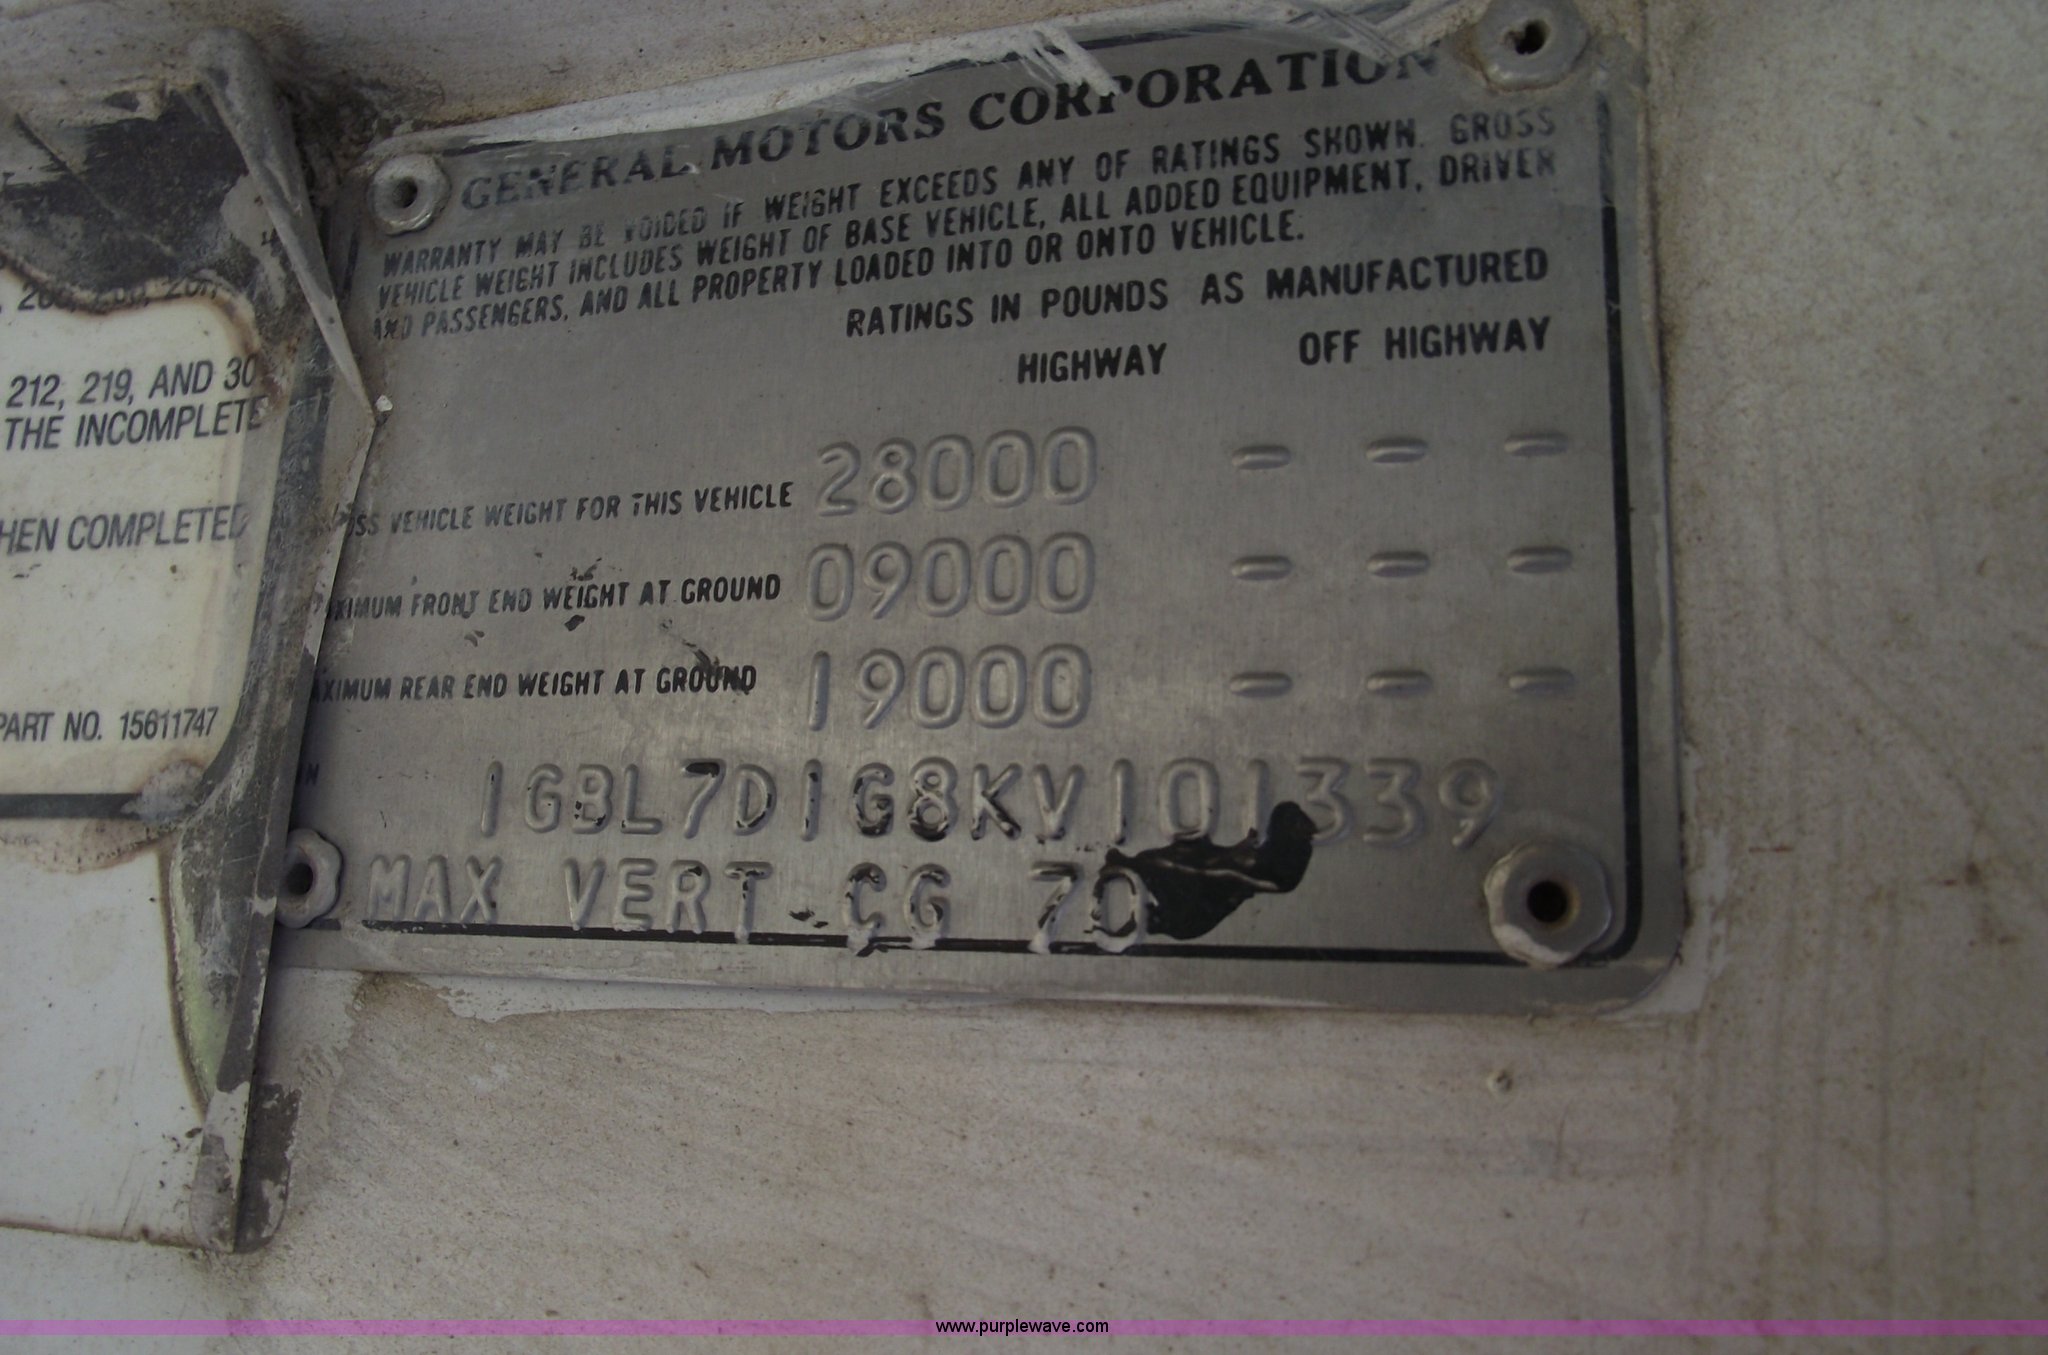 GENERAL MOTORS CORPORATION
WARRANTY MAY BE VOIDED IF WEIGHT EXCEEDS ANY OF RATINGS SHOWN. GROSS
VEHICLE WEIGHT INCLUDES WEIGHT OF BASE VEHICLE, ALL ADDED EQUIPMENT, DRIVER
AND PASSENGERS, AND ALL PROPERTY LOADED INTO OR ONTO VEHICLE.
RATINGS IN POUNDS AS MANUFACTURED
HIGHWAY OFF HIGHWAY
VEHICLE WEIGHT FOR THIS VEHICLE 28000 - - -
MAXIMUM FRONT END WEIGHT AT GROUND 09000 - - -
MAXIMUM REAR END WEIGHT AT GROUND 19000 - - -
1GBL7D1G8KV101339
MAX VERT CG 70
212, 219, AND 30
THE INCOMPLETE
HEN COMPLETED
PART NO. 15611747
www.purplewave.com